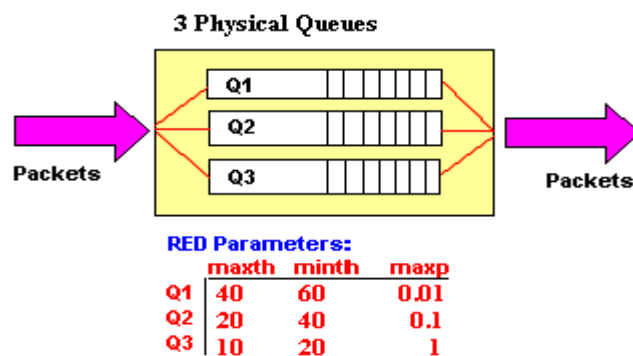 3 Physical Queues
Q1
Q2
Q3
Packets
Packets
RED Parameters:
maxth minth maxp
Q1 40 60 0.01
Q2 20 40 0.1
Q3 10 20 1